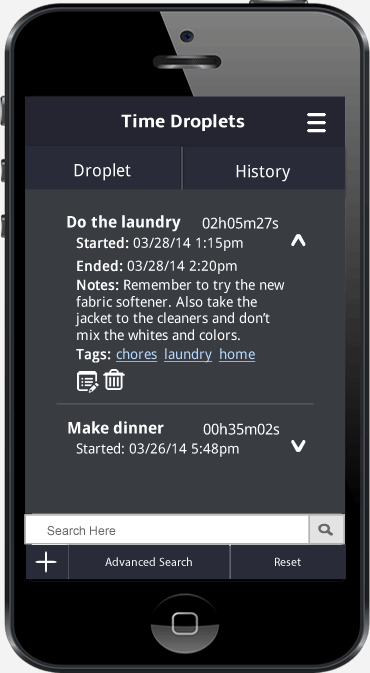 Time Droplets
Droplet History
Do the laundry 02h05m27s
Started: 03/28/14 1:15pm
Ended: 03/28/14 2:20pm
Notes: Remember to try the new
fabric softener. Also take the
jacket to the cleaners and don't
mix the whites and colors.
Tags: chores laundry home
Make dinner 00h35m02s
Started: 03/26/14 5:48pm
Search Here
Advanced Search Reset